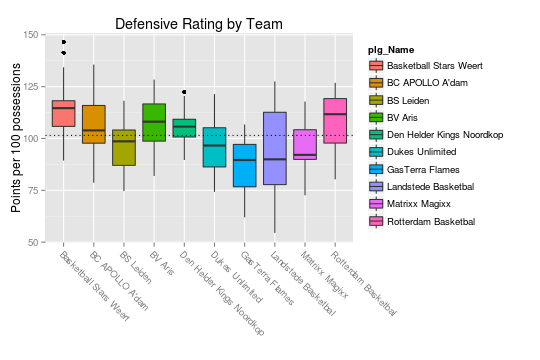 Defensive Rating by Team
Points per 100 possessions
150
125
100
75
50
Basketball Stars Weert
BC APOLLO A'dam
BS Leiden
BV Aris
Den Helder Kings Noordkop
Dukes Unlimited
GasTerra Flames
Landstede Basketbal
Matrixx Magixx
Rotterdam Basketbal
plg_Name
Basketball Stars Weert
BC APOLLO A'dam
BS Leiden
BV Aris
Den Helder Kings Noordkop
Dukes Unlimited
GasTerra Flames
Landstede Basketbal
Matrixx Magixx
Rotterdam Basketbal